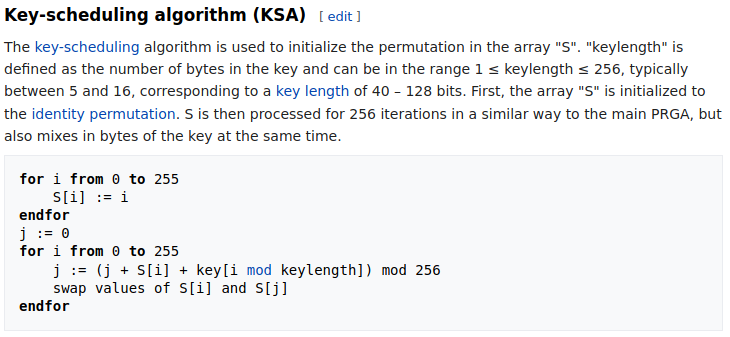 Key-scheduling algorithm (KSA) [ edit ]
The key-scheduling algorithm is used to initialize the permutation in the array "S". "keylength" is
defined as the number of bytes in the key and can be in the range 1 ≤ keylength ≤ 256, typically
between 5 and 16, corresponding to a key length of 40 – 128 bits. First, the array "S" is initialized to
the identity permutation. S is then processed for 256 iterations in a similar way to the main PRGA, but
also mixes in bytes of the key at the same time.
for i from 0 to 255
    S[i] := i
endfor
j := 0
for i from 0 to 255
    j := (j + S[i] + key[i mod keylength]) mod 256
    swap values of S[i] and S[j]
endfor